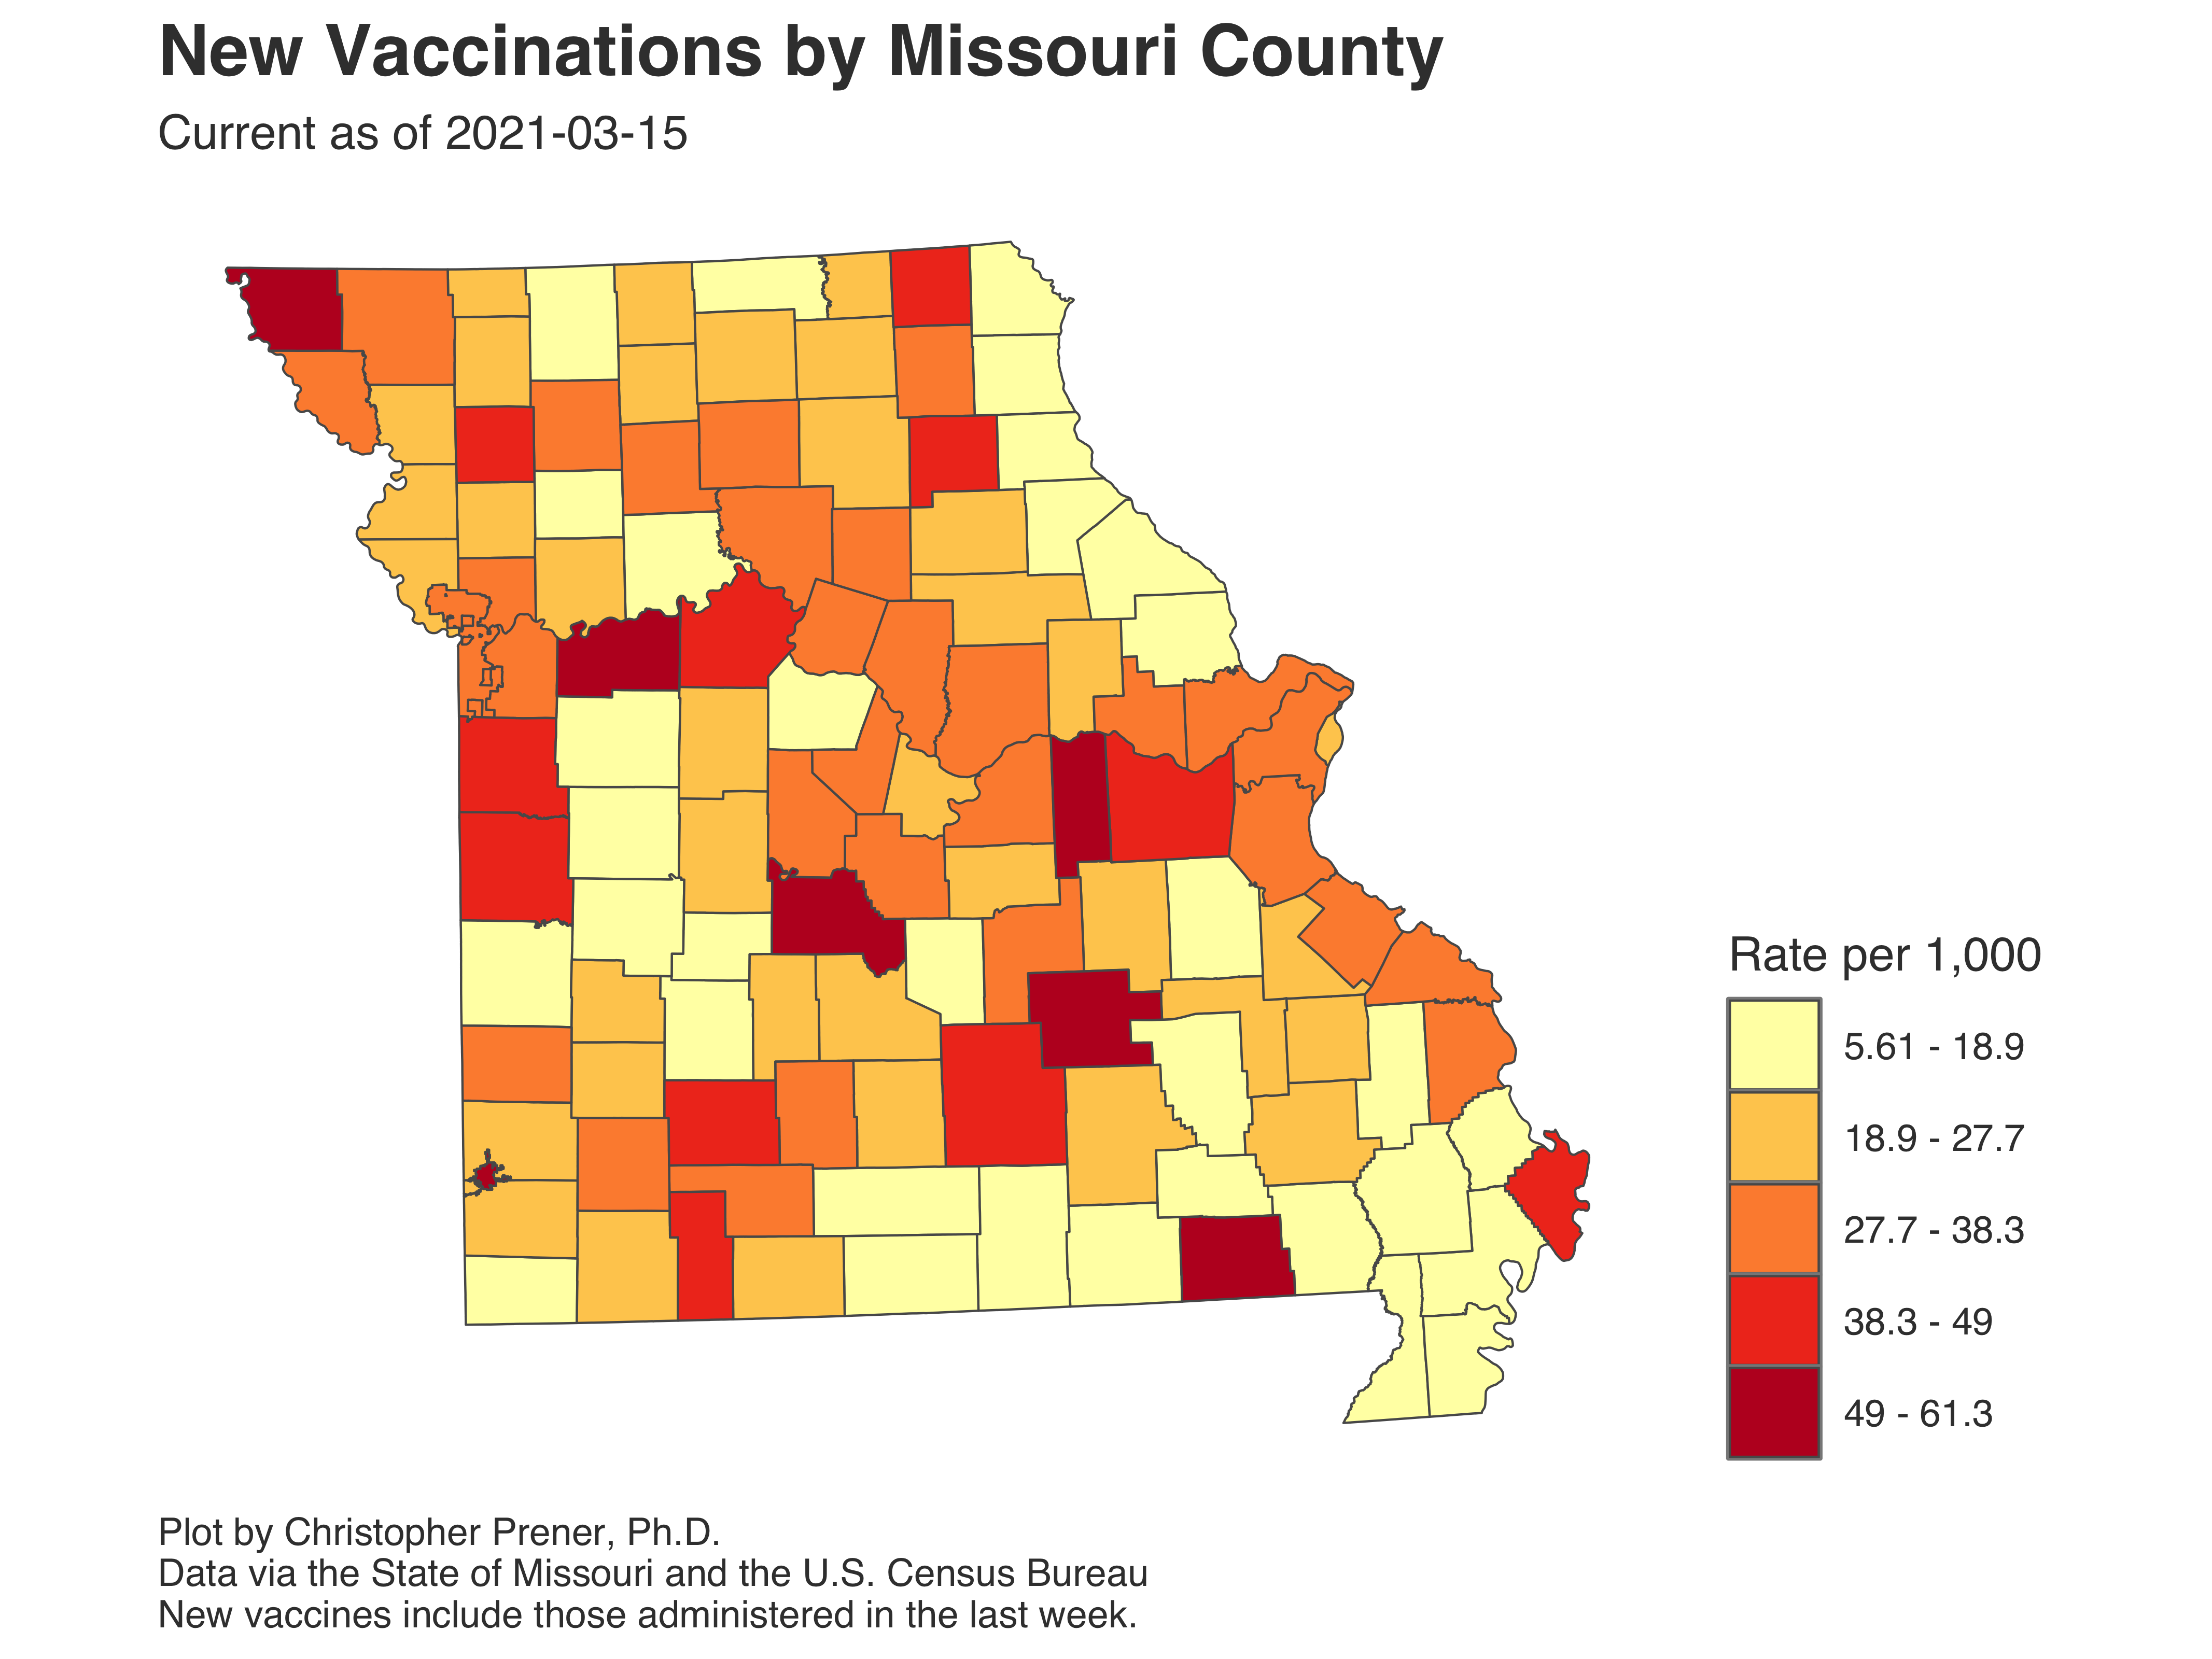 New Vaccinations by Missouri County
Current as of 2021-03-15
Rate per 1,000
5.61 - 18.9
18.9 - 27.7
27.7 - 38.3
38.3 - 49
49 - 61.3
Plot by Christopher Prener, Ph.D.
Data via the State of Missouri and the U.S. Census Bureau
New vaccines include those administered in the last week.